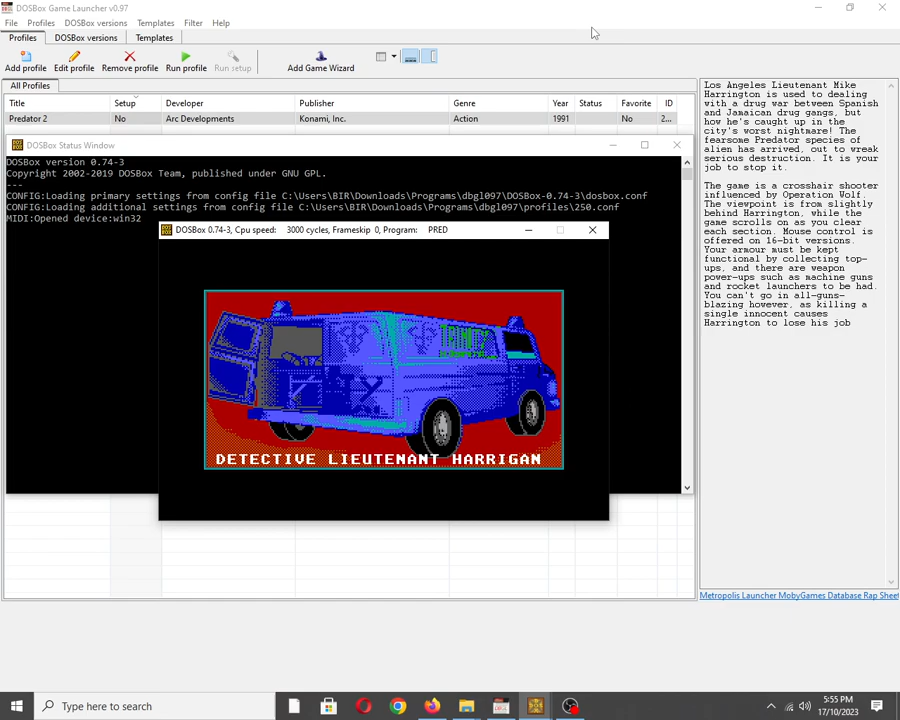 DOSBox Game Launcher v0.97
File Profiles DOSBox versions Templates Filter Help
Profiles DOSBox versions Templates
Add profile Edit profile Remove profile Run profile Run setup Add Game Wizard
All Profiles
Title Setup Developer Publisher Genre Year Status Favorite ID
Predator 2 No Arc Developments Konami, Inc. Action 1991 No 2...
DOSBox Status Window
DOSBox version 0.74-3
Copyright 2002-2019 DOSBox Team, published under GNU GPL.
---
CONFIG:Loading primary settings from config file C:\Users\BIR\Downloads\Programs\dbgl097\DOSBox-0.74-3\dosbox.conf
CONFIG:Loading additional settings from config file C:\Users\BIR\Downloads\Programs\dbgl097\profiles\250.conf
MIDI:Opened device:win32
DOSBox 0.74-3, Cpu speed: 3000 cycles, Frameskip 0, Program: PRED
DETECTIVE LIEUTENANT HARRIGAN
Los Angeles Lieutenant Mike
Harrington is used to dealing
with a drug war between Spanish
and Jamaican drug gangs, but
how he's caught up in the
city's worst nightmare! The
fearsome Predator species of
alien has arrived, out to wreak
serious destruction. It is your
job to stop it.
The game is a crosshair shooter
influenced by Operation Wolf.
The viewpoint is from slightly
behind Harrington, while the
game scrolls on as you clear
each section. Mouse control is
offered on 16-bit versions.
Your armour must be kept
functional by collecting top-
ups, and there are weapon
power-ups such as machine guns
and rocket launchers to be had.
You can't go in all-guns-
blazing however, as killing a
single innocent causes
Harrington to lose his job
Metropolis Launcher MobyGames Database Rap Sheet
Type here to search
5:55 PM
17/10/2023